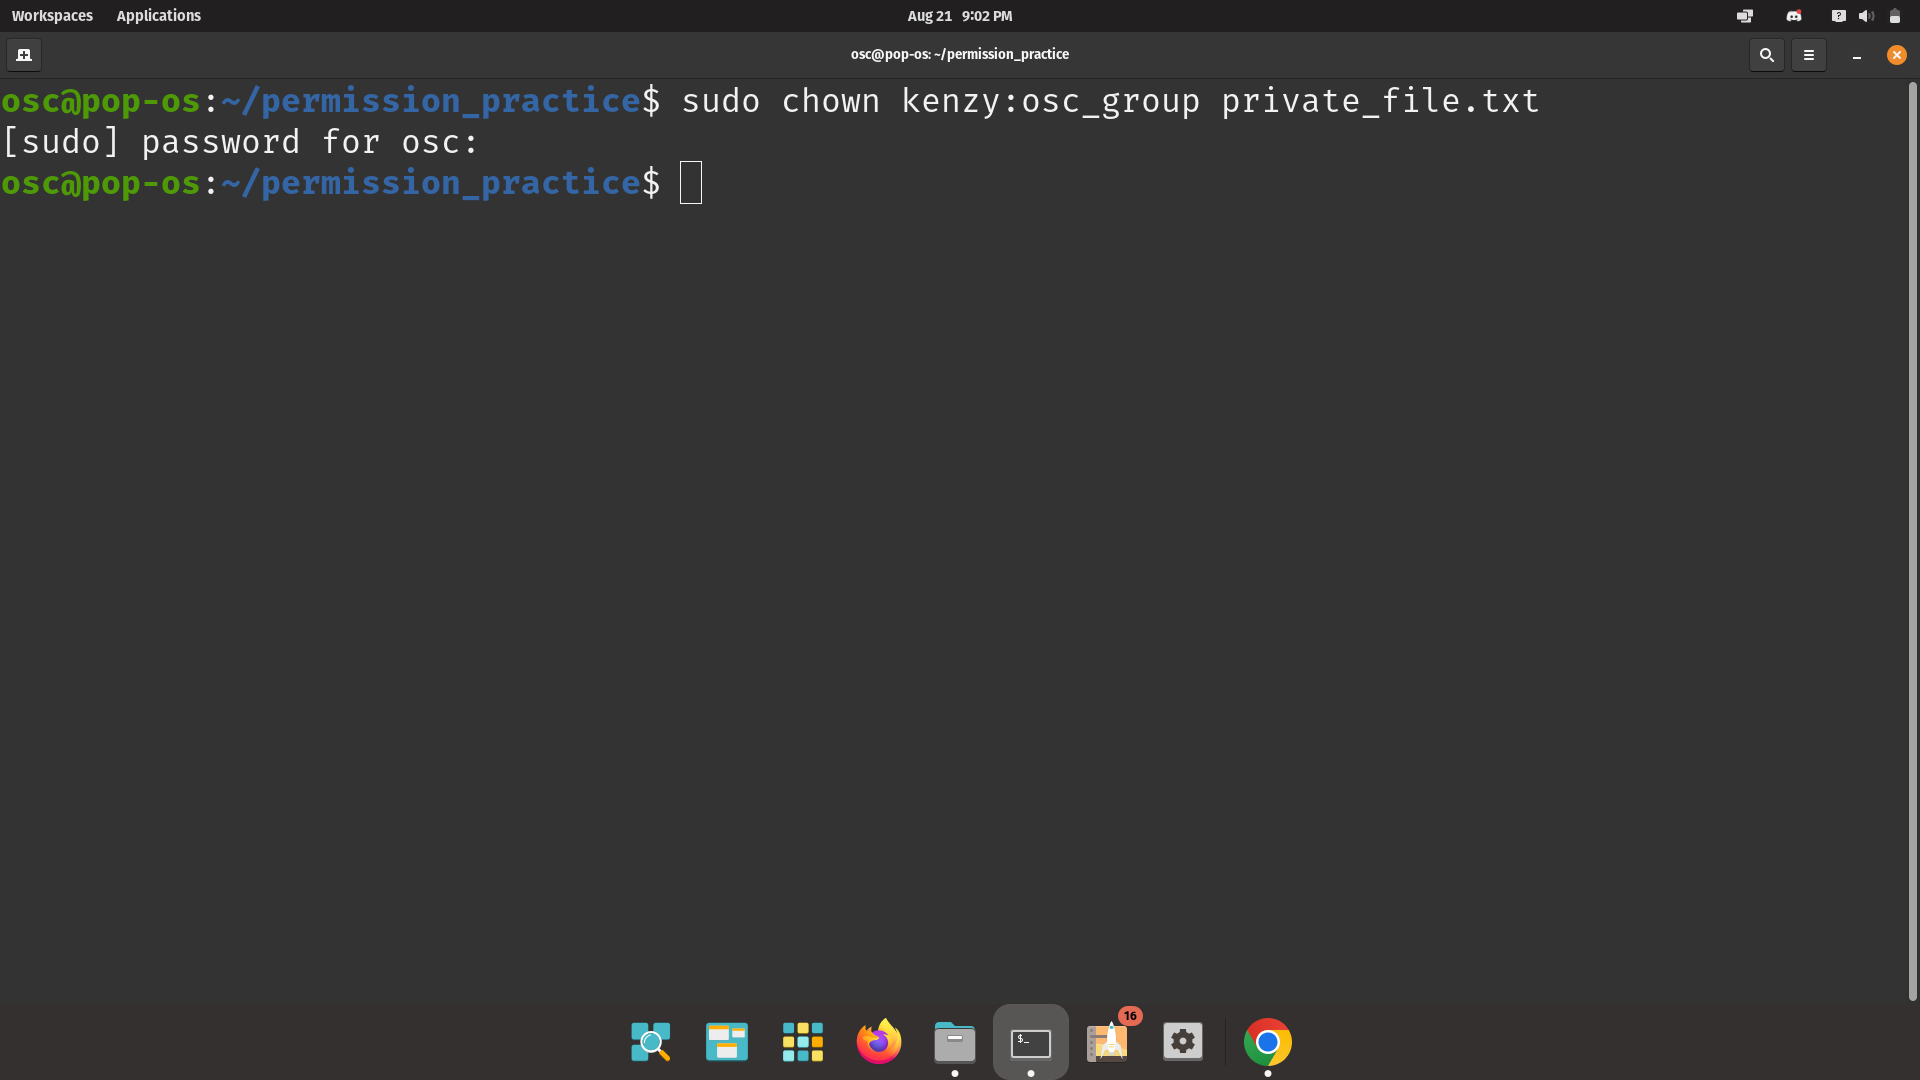 Workspaces Applications Aug 21 9:02 PM
osc@pop-os: ~/permission_practice
osc@pop-os:~/permission_practice$ sudo chown kenzy:osc_group private_file.txt
[sudo] password for osc:
osc@pop-os:~/permission_practice$
$_
16